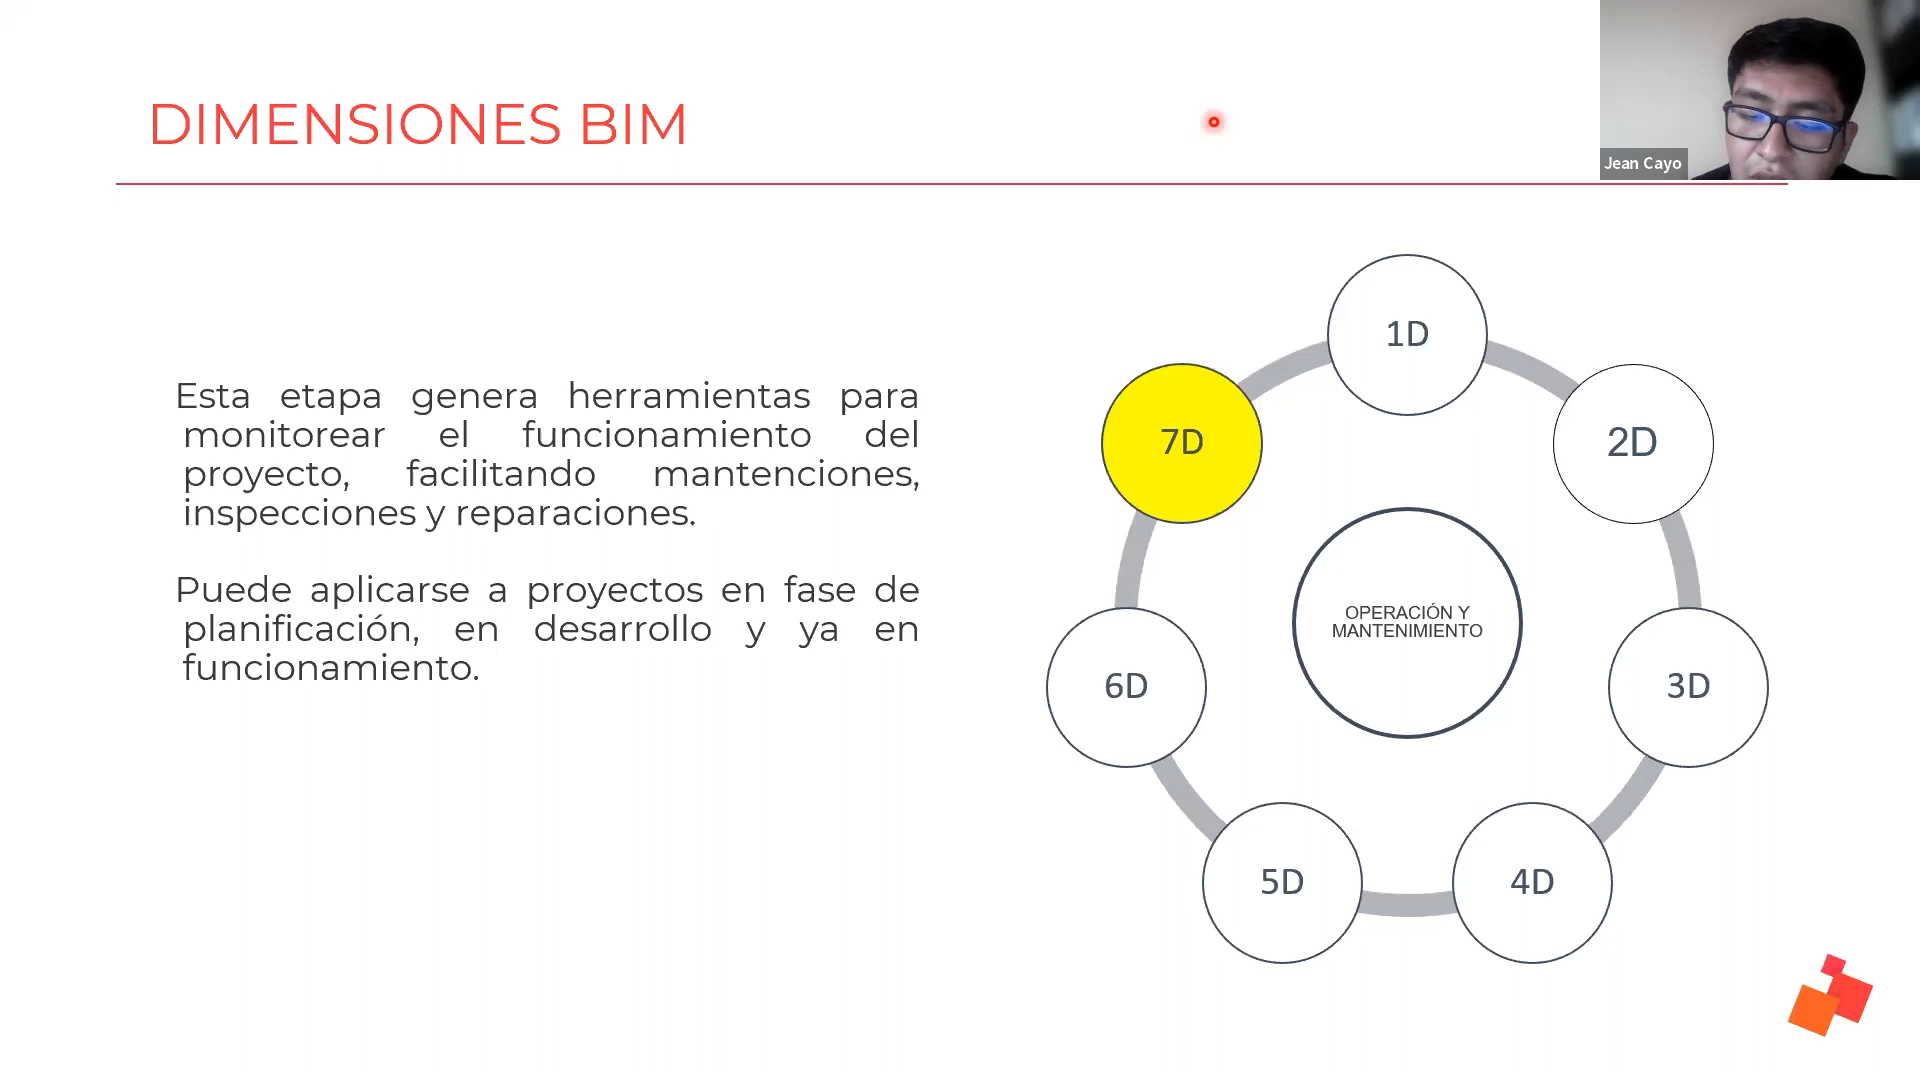 DIMENSIONES BIM
Jean Cayo
Esta etapa genera herramientas para
monitorear el funcionamiento del
proyecto, facilitando mantenciones,
inspecciones y reparaciones.
Puede aplicarse a proyectos en fase de
planificación, en desarrollo y ya en
funcionamiento.
1D
2D
3D
4D
5D
6D
7D
OPERACIÓN Y
MANTENIMIENTO